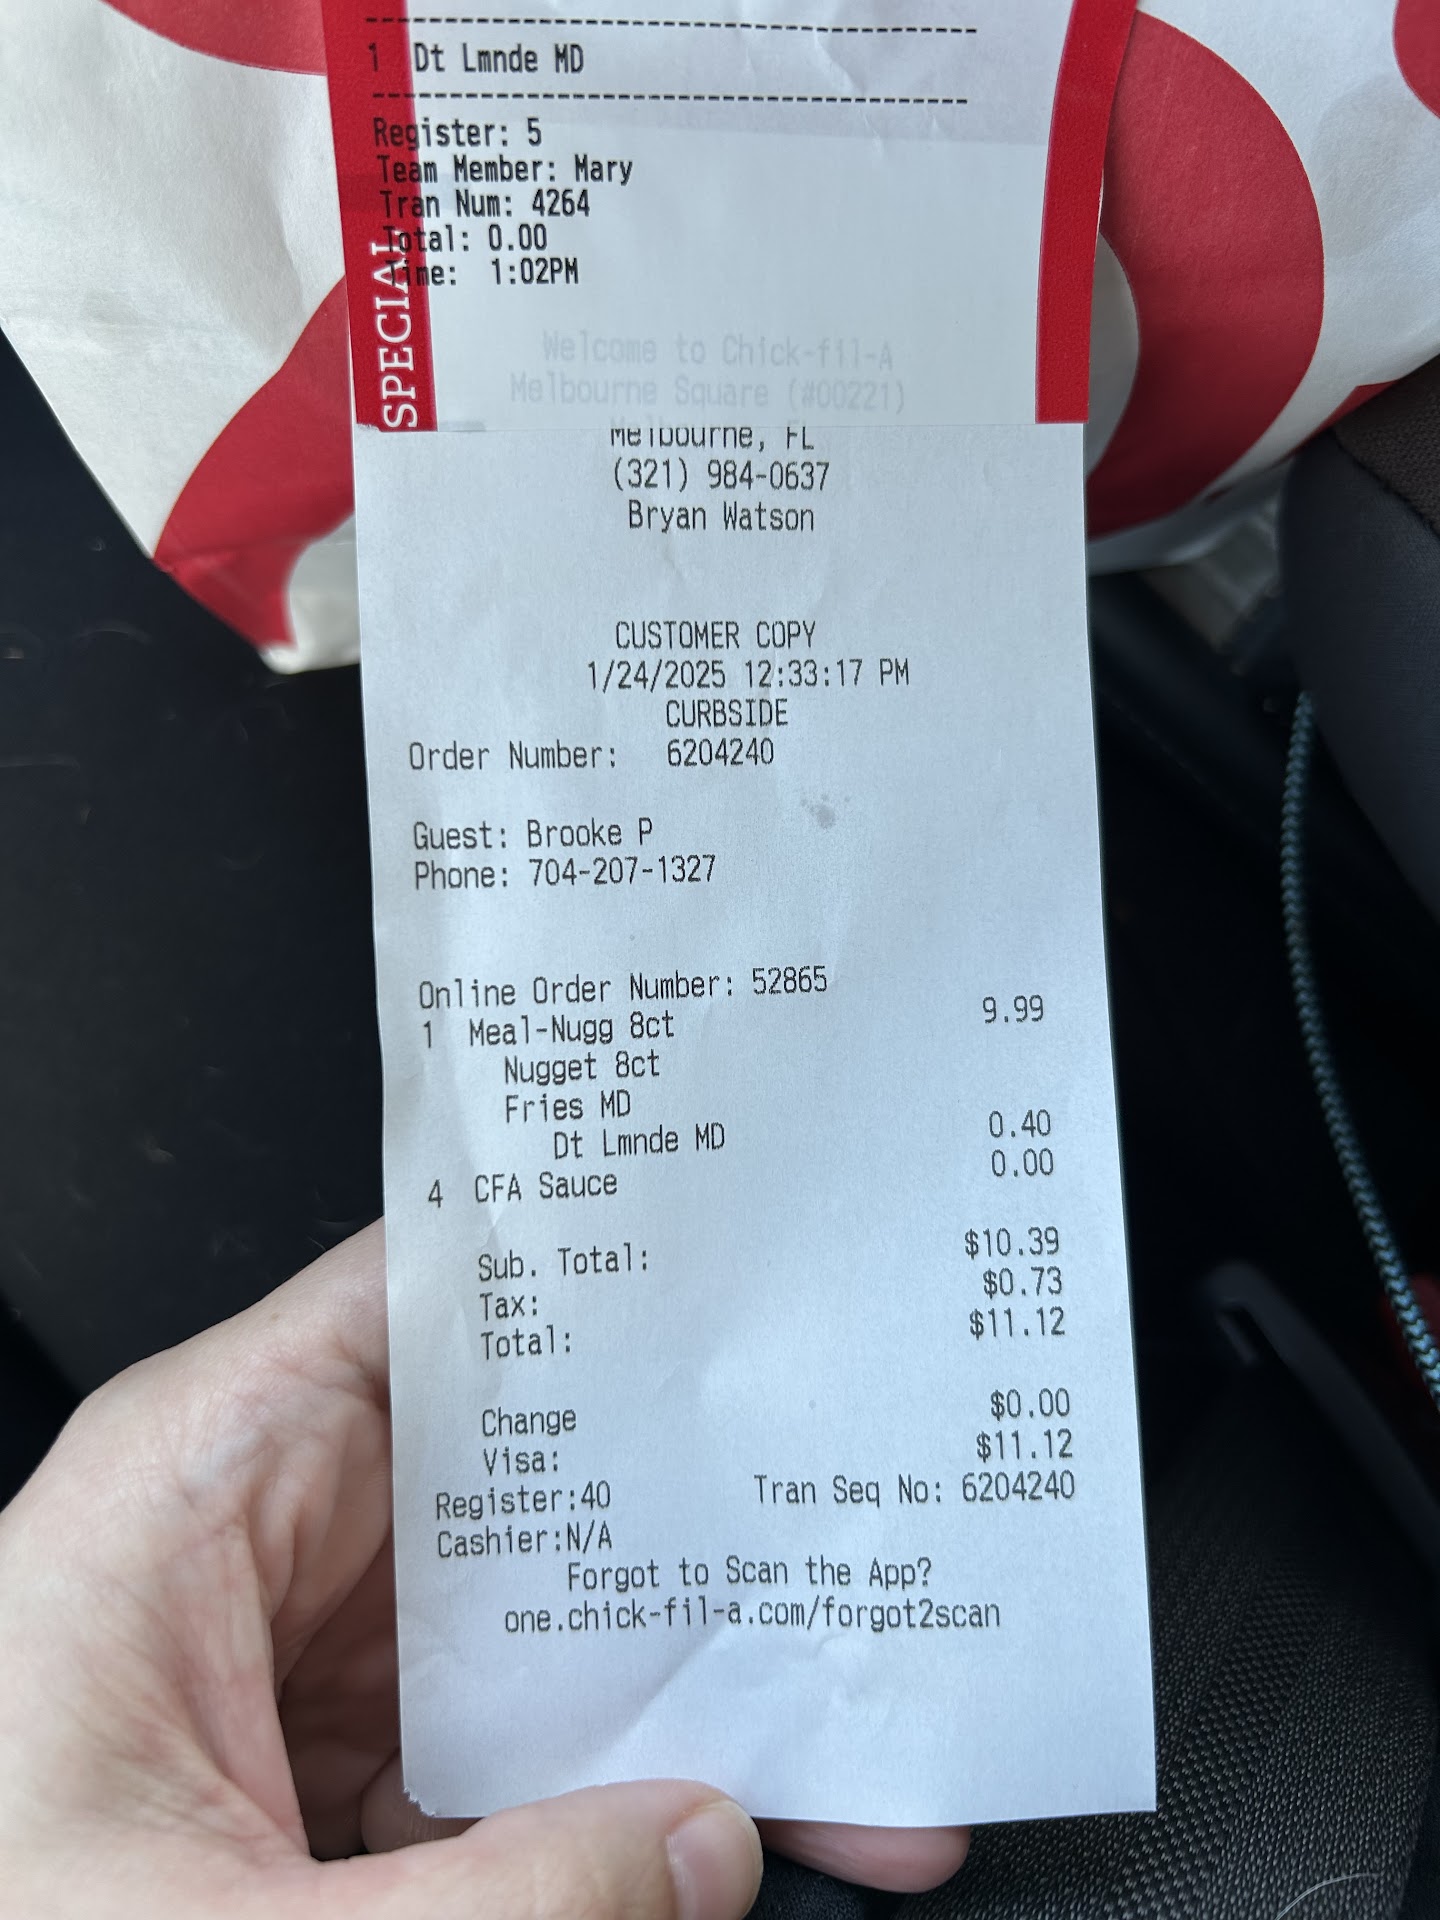 1 Dt Lmnde MD
Register: 5
Team Member: Mary
Tran Num: 4264
Total: 0.00
Time: 1:02PM
SPECIAL
Welcome to Chick-fil-A
Melbourne Square (#00221)
Melbourne, FL
(321) 984-0637
Bryan Watson
CUSTOMER COPY
1/24/2025 12:33:17 PM
CURBSIDE
Order Number: 6204240
Guest: Brooke P
Phone: 704-207-1327
Online Order Number: 52865
1 Meal-Nugg 8ct 9.99
Nugget 8ct
Fries MD
Dt Lmnde MD 0.40
4 CFA Sauce 0.00
Sub. Total: $10.39
Tax: $0.73
Total: $11.12
Change $0.00
Visa: $11.12
Register:40 Tran Seq No: 6204240
Cashier:N/A
Forgot to Scan the App?
one.chick-fil-a.com/forgot2scan